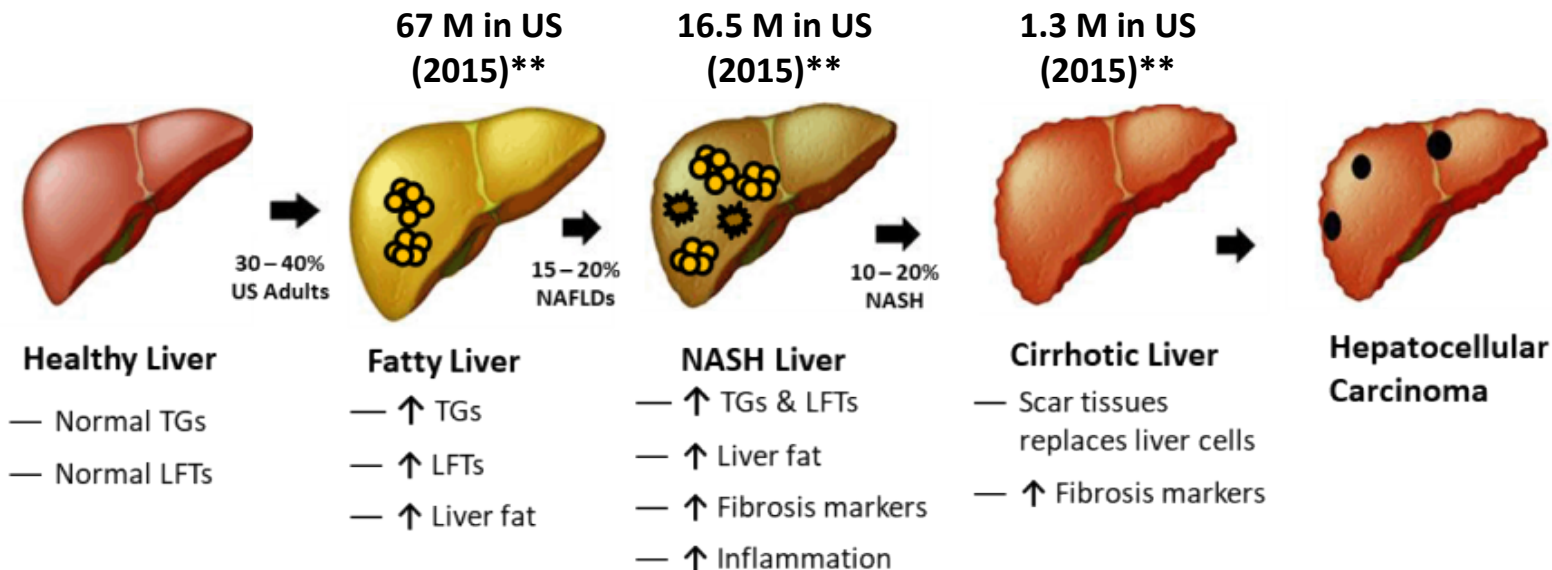 67 M in US
(2015)**
16.5 M in US
(2015)**
1.3 M in US
(2015)**
30 – 40%
US Adults
15 – 20%
NAFLDs
10 – 20%
NASH
Healthy Liver
— Normal TGs
— Normal LFTs
Fatty Liver
— ↑ TGs
— ↑ LFTs
— ↑ Liver fat
NASH Liver
— ↑ TGs & LFTs
— ↑ Liver fat
— ↑ Fibrosis markers
— ↑ Inflammation
Cirrhotic Liver
— Scar tissues
replaces liver cells
— ↑ Fibrosis markers
Hepatocellular
Carcinoma